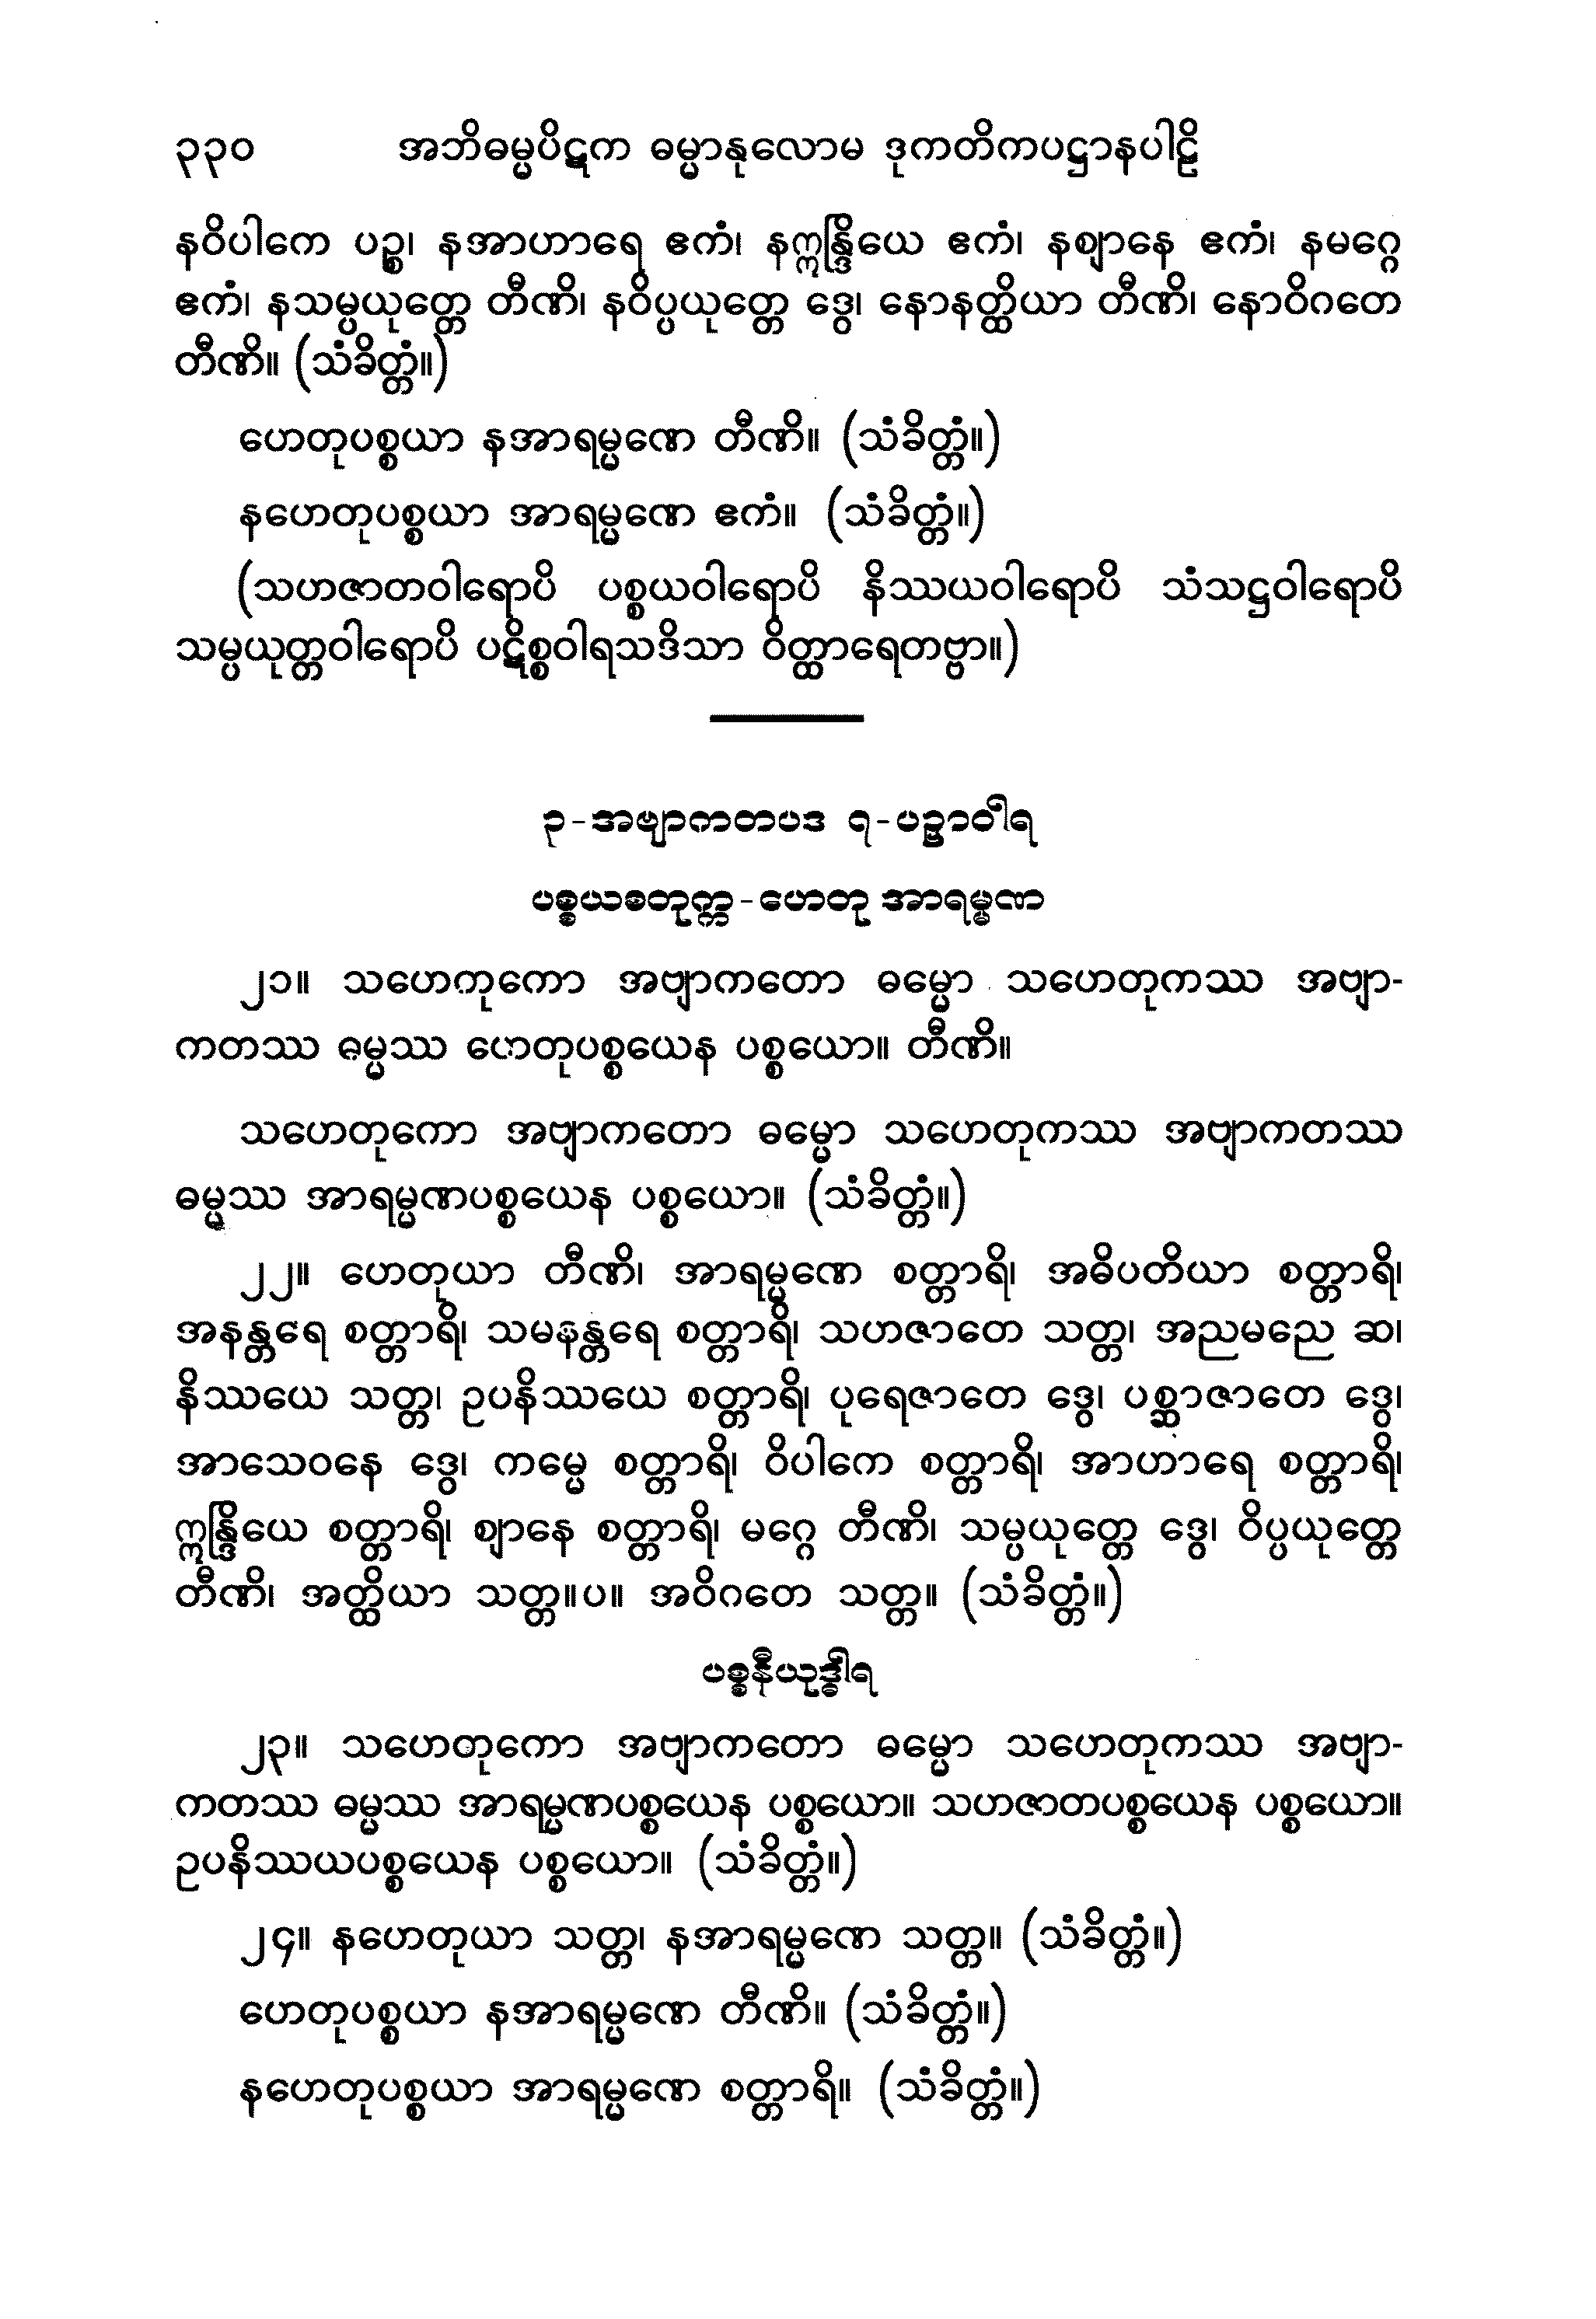 ၃၃၀ အဘိဓမ္မပိဋက ဓမ္မာနုလောမ ဒုကတိကပဋ္ဌာနပါဠိ
နဝိပါကေ ပဉ္စ၊ နအာဟာရေ ဧကံ၊ နဣန္ဒြိယေ ဧကံ၊ နဈာနေ ဧကံ၊ နမဂ္ဂေ
ဧကံ၊ နသမ္ပယုတ္တေ တီဏိ၊ နဝိပ္ပယုတ္တေ ဒွေ၊ နောနတ္ထိယာ တီဏိ၊ နောဝိဂတေ
တီဏိ။ (သံခိတ္တံ။)
ဟေတုပစ္စယာ နအာရမ္မဏေ တီဏိ။ (သံခိတ္တံ။)
နဟေတုပစ္စယာ အာရမ္မဏေ ဧကံ။ (သံခိတ္တံ။)
(သဟဇာတဝါရောပိ ပစ္စယဝါရောပိ နိဿယဝါရောပိ သံသဋ္ဌဝါရောပိ
သမ္ပယုတ္တဝါရောပိ ပဋိစ္စဝါရသဒိသာ ဝိတ္ထာရေတဗ္ဗာ။)
၃-အဗျာကတပဒ ၇-ပဉှာဝါရ
ပစ္စယစတုက္က-ဟေတု အာရမ္မဏ
၂၁။ သဟေကုကော အဗျာကတော ဓမ္မော သဟေတုကဿ အဗျာ-
ကတဿ ဓမ္မဿ ဟေတုပစ္စယေန ပစ္စယော။ တီဏိ။
သဟေတုကော အဗျာကတော ဓမ္မော သဟေတုကဿ အဗျာကတဿ
ဓမ္မဿ အာရမ္မဏပစ္စယေန ပစ္စယော။ (သံခိတ္တံ။)
၂၂။ ဟေတုယာ တီဏိ၊ အာရမ္မဏေ စတ္တာရိ၊ အဓိပတိယာ စတ္တာရိ၊
အနန္တရေ စတ္တာရိ၊ သမနန္တရေ စတ္တာရိ၊ သဟဇာတေ သတ္တ၊ အညမညေ ဆ၊
နိဿယေ သတ္တ၊ ဥပနိဿယေ စတ္တာရိ၊ ပုရေဇာတေ ဒွေ၊ ပစ္ဆာဇာတေ ဒွေ၊
အာသေဝနေ ဒွေ၊ ကမ္မေ စတ္တာရိ၊ ဝိပါကေ စတ္တာရိ၊ အာဟာရေ စတ္တာရိ၊
ဣန္ဒြိယေ စတ္တာရိ၊ ဈာနေ စတ္တာရိ၊ မဂ္ဂေ တီဏိ၊ သမ္ပယုတ္တေ ဒွေ၊ ဝိပ္ပယုတ္တေ
တီဏိ၊ အတ္ထိယာ သတ္တ။ပ။ အဝိဂတေ သတ္တ။ (သံခိတ္တံ။)
ပစ္စနီယုဒ္ဓါရ
၂၃။ သဟေတုကော အဗျာကတော ဓမ္မော သဟေတုကဿ အဗျာ-
ကတဿ ဓမ္မဿ အာရမ္မဏပစ္စယေန ပစ္စယော။ သဟဇာတပစ္စယေန ပစ္စယော။
ဥပနိဿယပစ္စယေန ပစ္စယော။ (သံခိတ္တံ။)
၂၄။ နဟေတုယာ သတ္တ၊ နအာရမ္မဏေ သတ္တ။ (သံခိတ္တံ။)
ဟေတုပစ္စယာ နအာရမ္မဏေ တီဏိ။ (သံခိတ္တံ။)
နဟေတုပစ္စယာ အာရမ္မဏေ စတ္တာရိ။ (သံခိတ္တံ။)